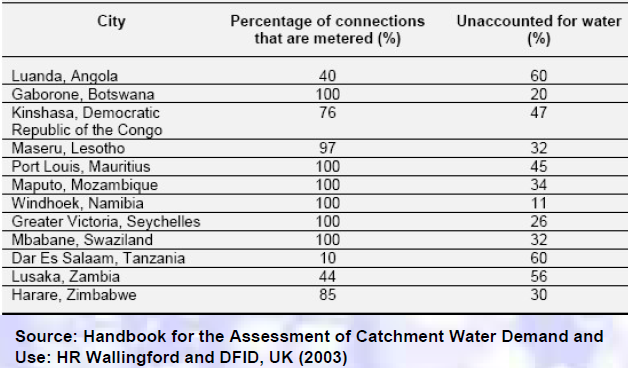 City Percentage of connections Unaccounted for water
that are metered (%) (%)
Luanda, Angola 40 60
Gaborone, Botswana 100 20
Kinshasa, Democratic 76 47
Republic of the Congo
Maseru, Lesotho 97 32
Port Louis, Mauritius 100 45
Maputo, Mozambique 100 34
Windhoek, Namibia 100 11
Greater Victoria, Seychelles 100 26
Mbabane, Swaziland 100 32
Dar Es Salaam, Tanzania 10 60
Lusaka, Zambia 44 56
Harare, Zimbabwe 85 30
Source: Handbook for the Assessment of Catchment Water Demand and
Use: HR Wallingford and DFID, UK (2003)